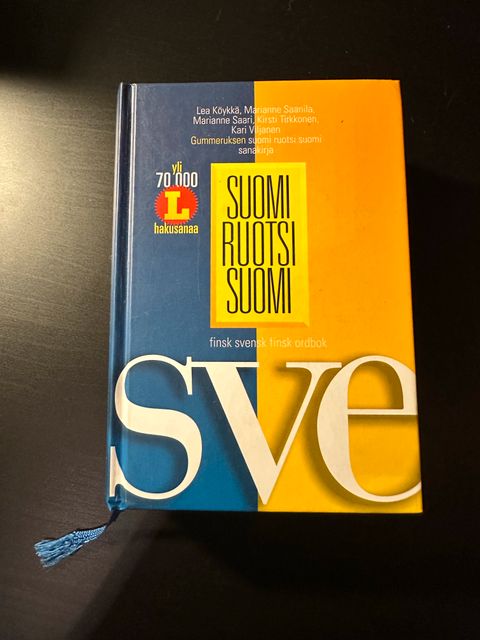 Lea Köykkä, Marianne Saanila,
Marianne Saari, Kirsti Tirkkonen,
Kari Viljanen
Gummeruksen suomi ruotsi suomi
sanakirja
yli
70 000
L
hakusanaa
SUOMI
RUOTSI
SUOMI
finsk svensk finsk ordbok
sve